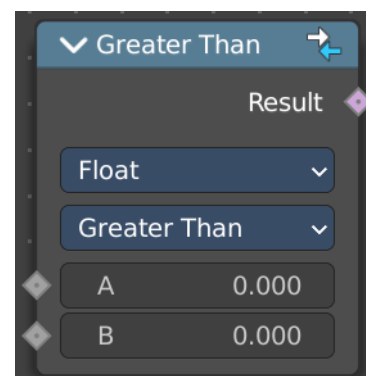 Greater Than
Result
Float
Greater Than
A 0.000
B 0.000